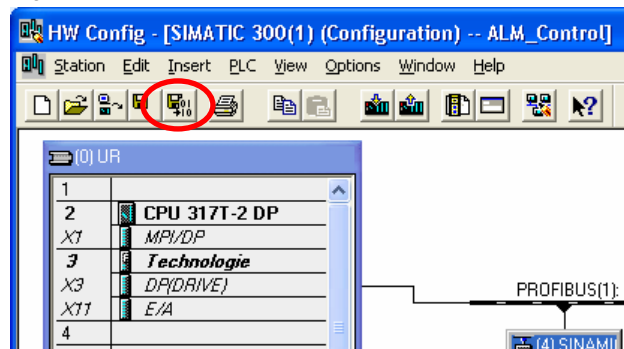 HW Config - [SIMATIC 300(1) (Configuration) -- ALM_Control]
Station Edit Insert PLC View Options Window Help
(0) UR
1
2 CPU 317T-2 DP
X1 MPI/DP
3 Technologie
X3 DP(DRIVE)
X11 E/A
4
PROFIBUS(1):
(4) SINAMI